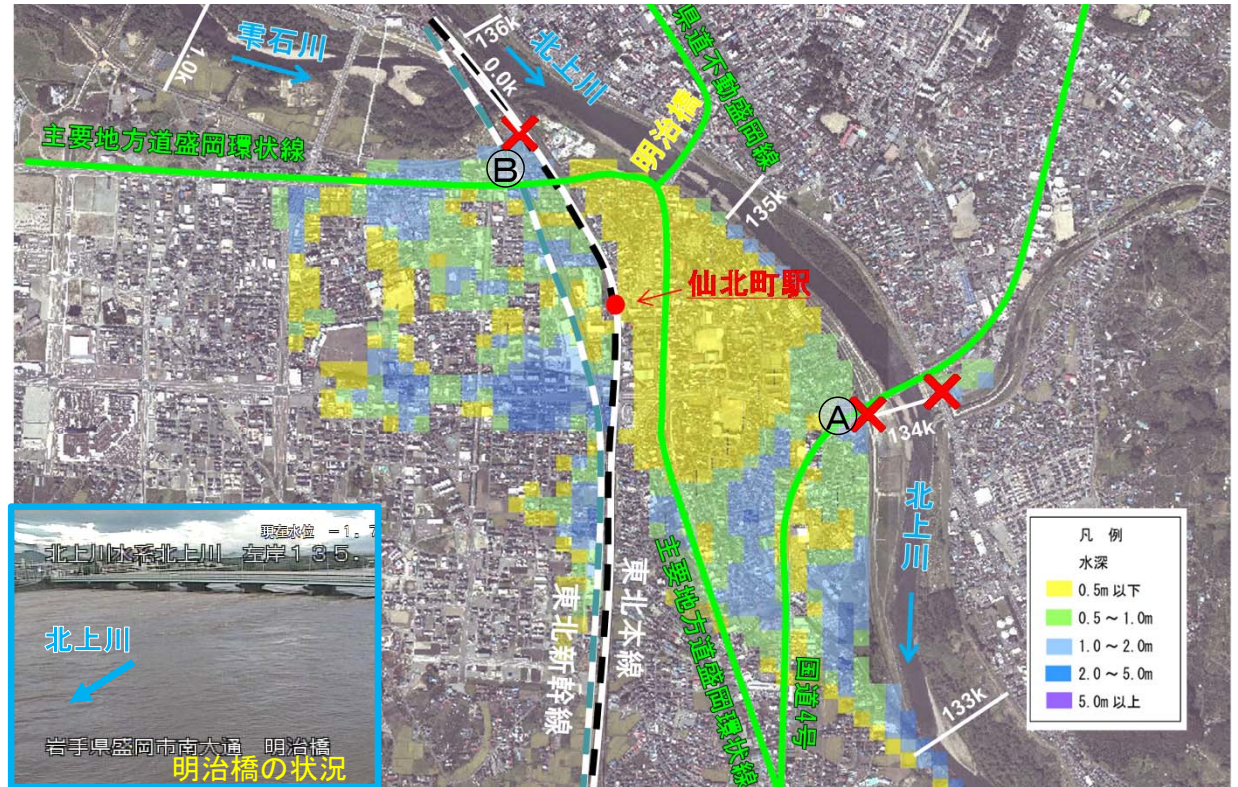 雫石川
1.0k
136k
0.0k
北上川
県道不動盛岡線
明治橋
主要地方道盛岡環状線
B
135k
仙北町駅
A
134k
北上川
現在水位 －1．7
北上川水系北上川 左岸１３５．
北上川
岩手県盛岡市南大通 明治橋
明治橋の状況
東北新幹線
東北本線
主要地方道盛岡環状線
国道4号
133k
凡 例
水深
0.5m 以下
0.5 ～ 1.0m
1.0 ～ 2.0m
2.0 ～ 5.0m
5.0m 以上